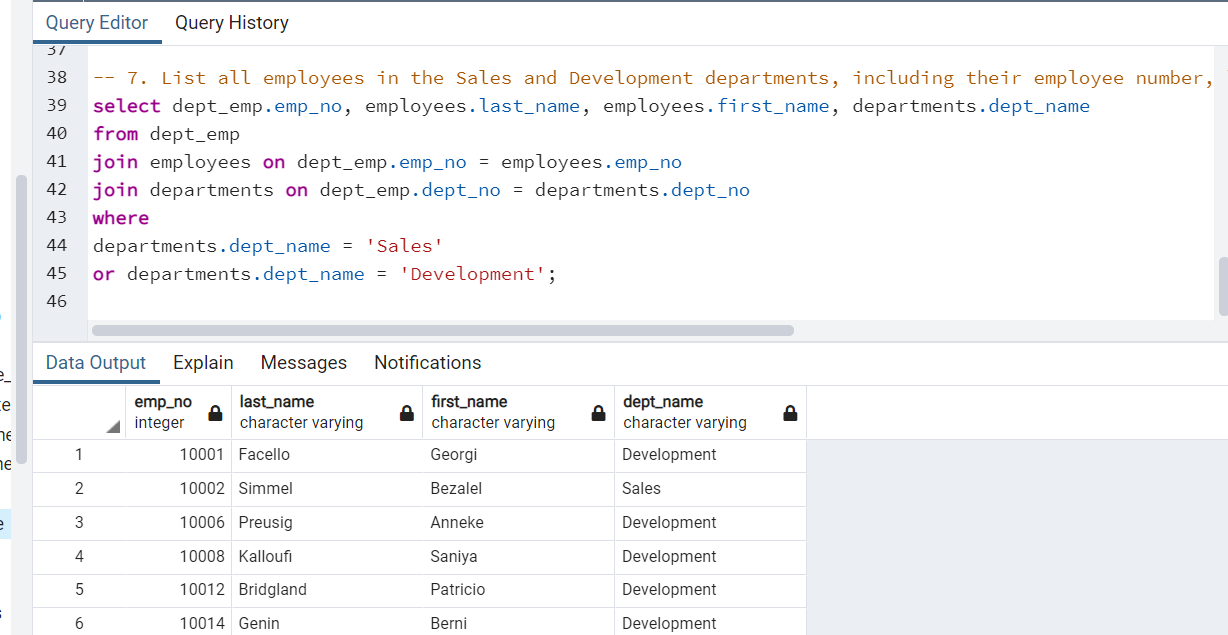 Query Editor Query History
37
38 -- 7. List all employees in the Sales and Development departments, including their employee number,
39 select dept_emp.emp_no, employees.last_name, employees.first_name, departments.dept_name
40 from dept_emp
41 join employees on dept_emp.emp_no = employees.emp_no
42 join departments on dept_emp.dept_no = departments.dept_no
43 where
44 departments.dept_name = 'Sales'
45 or departments.dept_name = 'Development';
46
Data Output Explain Messages Notifications
emp_no last_name first_name dept_name
integer character varying character varying character varying
1 10001 Facello Georgi Development
2 10002 Simmel Bezalel Sales
3 10006 Preusig Anneke Development
4 10008 Kalloufi Saniya Development
5 10012 Bridgland Patricio Development
6 10014 Genin Berni Development